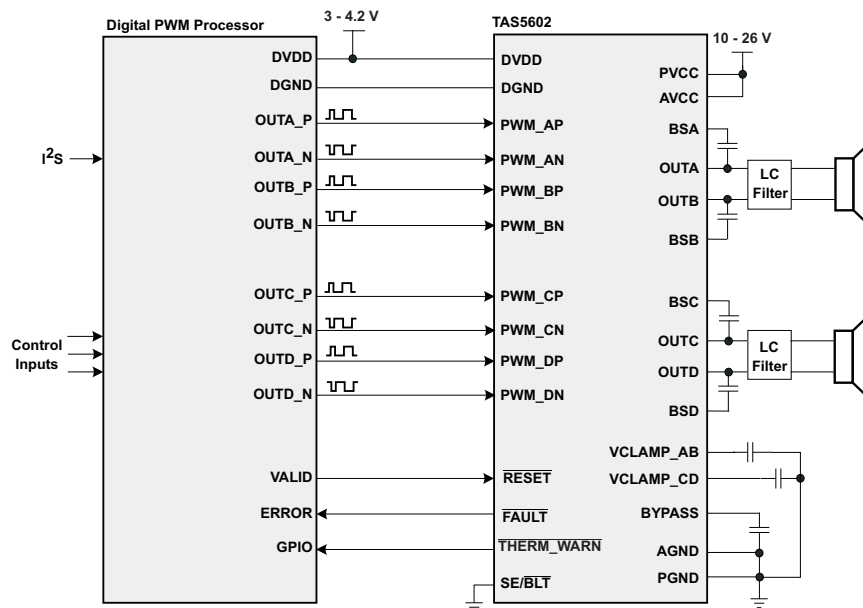 3 - 4.2 V
Digital PWM Processor
TAS5602
10 - 26 V
DVDD
DVDD
PVCC
DGND
DGND
AVCC
OUTA_P
PWM_AP
BSA
I²S
OUTA_N
PWM_AN
OUTA
LC
Filter
OUTB_P
PWM_BP
OUTB
OUTB_N
PWM_BN
BSB
OUTC_P
PWM_CP
BSC
OUTC_N
PWM_CN
OUTC
LC
Filter
Control
Inputs
OUTD_P
PWM_DP
OUTD
OUTD_N
PWM_DN
BSD
VCLAMP_AB
VALID
RESET
VCLAMP_CD
ERROR
FAULT
BYPASS
GPIO
THERM_WARN
AGND
SE/BLT
PGND